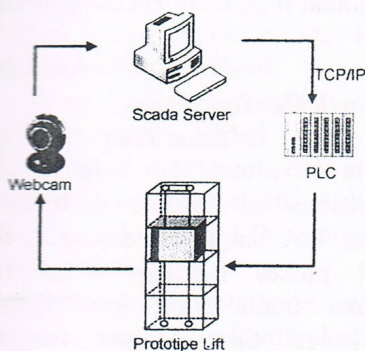 Scada Server
TCP/IP
Webcam
PLC
Prototipe Lift